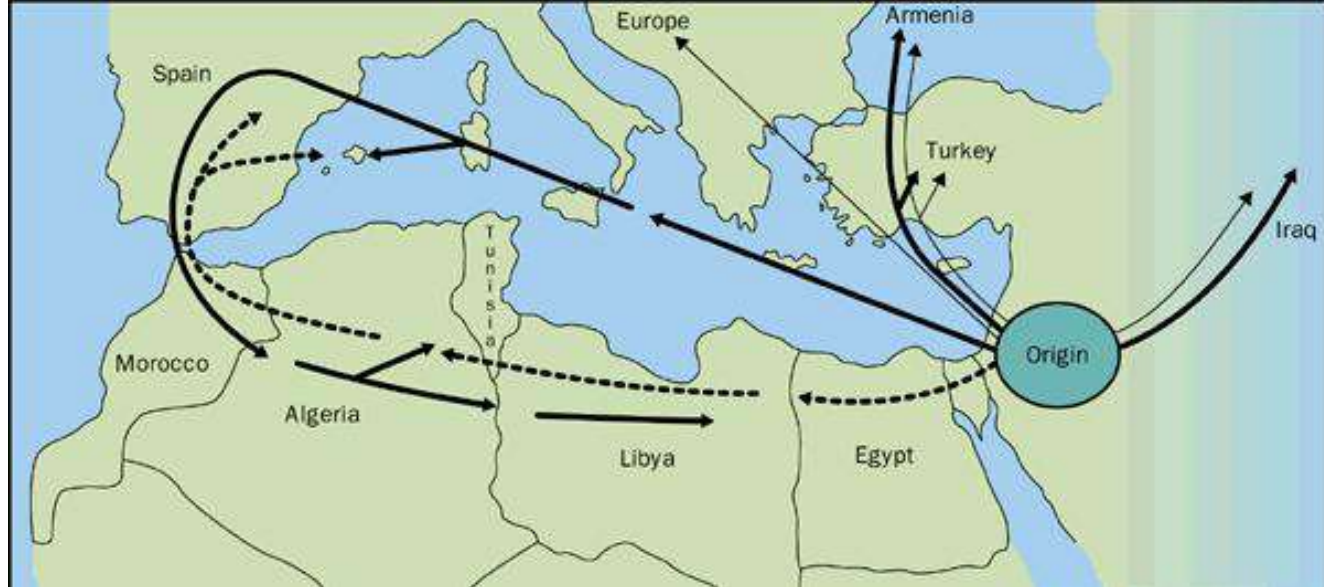 Europe
Armenia
Spain
Turkey
Tunisia
Iraq
Origin
Morocco
Algeria
Libya
Egypt